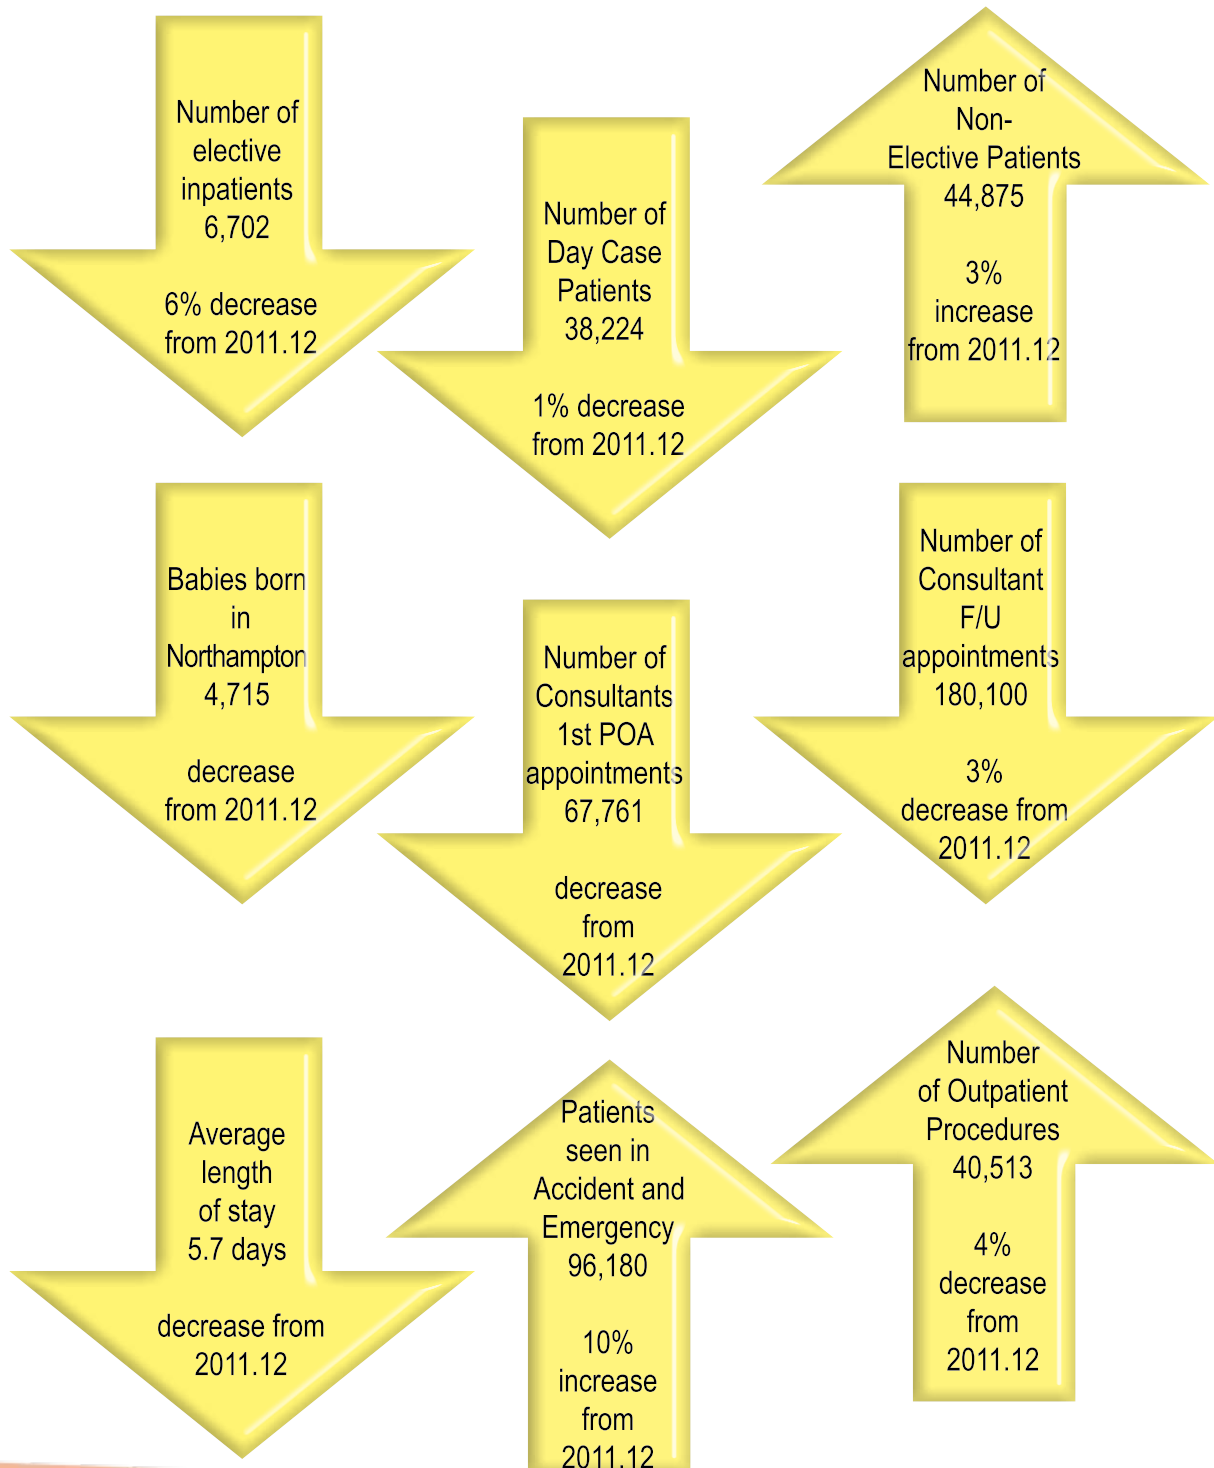 Number of
elective
inpatients
6,702
6% decrease
from 2011.12
Number of
Day Case
Patients
38,224
1% decrease
from 2011.12
Number of
Non-
Elective Patients
44,875
3%
increase
from 2011.12
Babies born
in
Northampton
4,715
decrease
from 2011.12
Number of
Consultants
1st POA
appointments
67,761
decrease
from
2011.12
Number of
Consultant
F/U
appointments
180,100
3%
decrease from
2011.12
Average
length
of stay
5.7 days
decrease from
2011.12
Patients
seen in
Accident and
Emergency
96,180
10%
increase
from
2011.12
Number
of Outpatient
Procedures
40,513
4%
decrease
from
2011.12